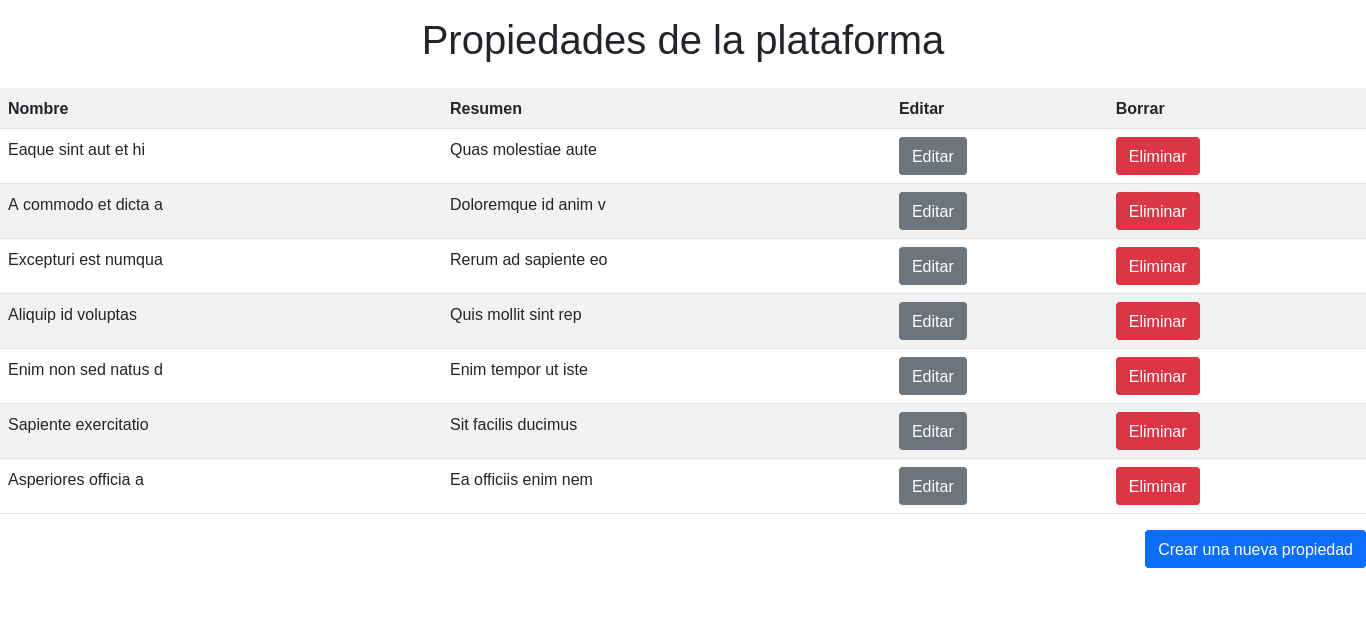 Propiedades de la plataforma
Nombre Resumen Editar Borrar
Eaque sint aut et hi Quas molestiae aute Editar Eliminar
A commodo et dicta a Doloremque id anim v Editar Eliminar
Excepturi est numqua Rerum ad sapiente eo Editar Eliminar
Aliquip id voluptas Quis mollit sint rep Editar Eliminar
Enim non sed natus d Enim tempor ut iste Editar Eliminar
Sapiente exercitatio Sit facilis ducimus Editar Eliminar
Asperiores officia a Ea officiis enim nem Editar Eliminar
Crear una nueva propiedad